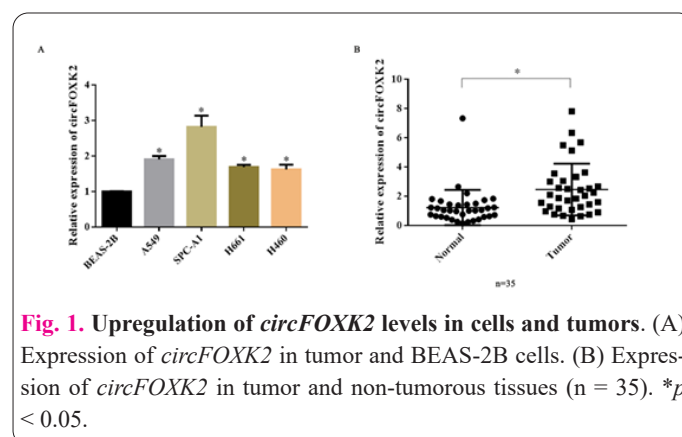 A
B
Relative expression of circFOXK2
4
3
2
1
0
*
*
*
*
BEAS-2B
A549
SPC-A1
H661
H460
Relative expression of circFOXK2
10
8
6
4
2
0
*
Normal
Tumor
n=35
Fig. 1. Upregulation of circFOXK2 levels in cells and tumors. (A)
Expression of circFOXK2 in tumor and BEAS-2B cells. (B) Expres-
sion of circFOXK2 in tumor and non-tumorous tissues (n = 35). *p
< 0.05.